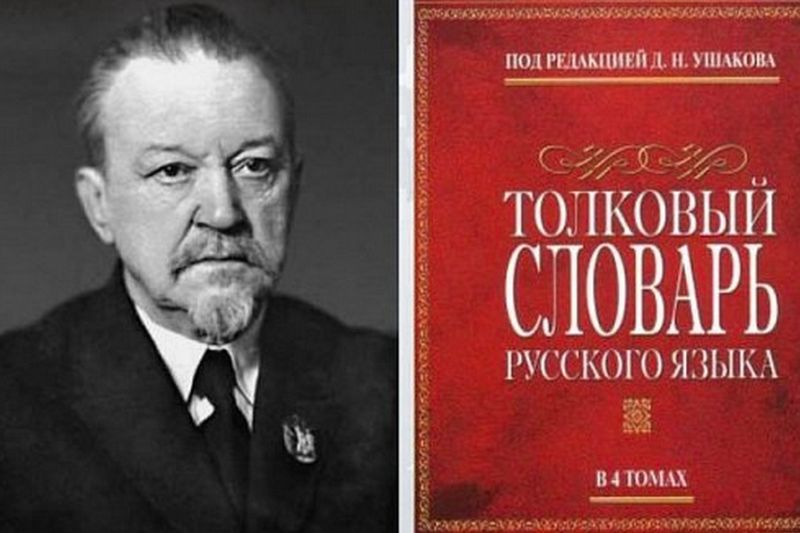 ПОД РЕДАКЦИЕЙ Д. Н. УШАКОВА
ТОЛКОВЫЙ
СЛОВАРЬ
РУССКОГО ЯЗЫКА
В 4 ТОМАХ